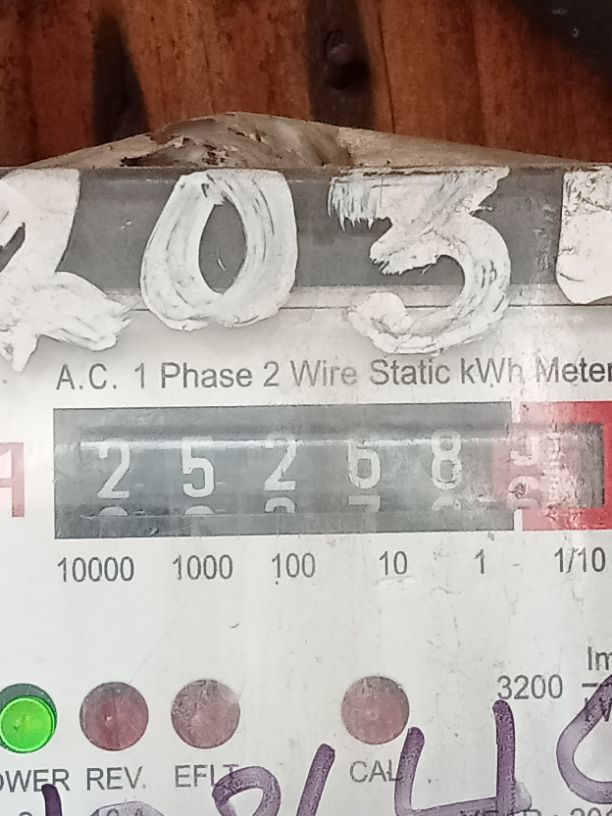 203
A.C. 1 Phase 2 Wire Static kWh Meter
2 5 2 6 8
10000 1000 100 10 1 1/10
3200
REV. EFLT CAL